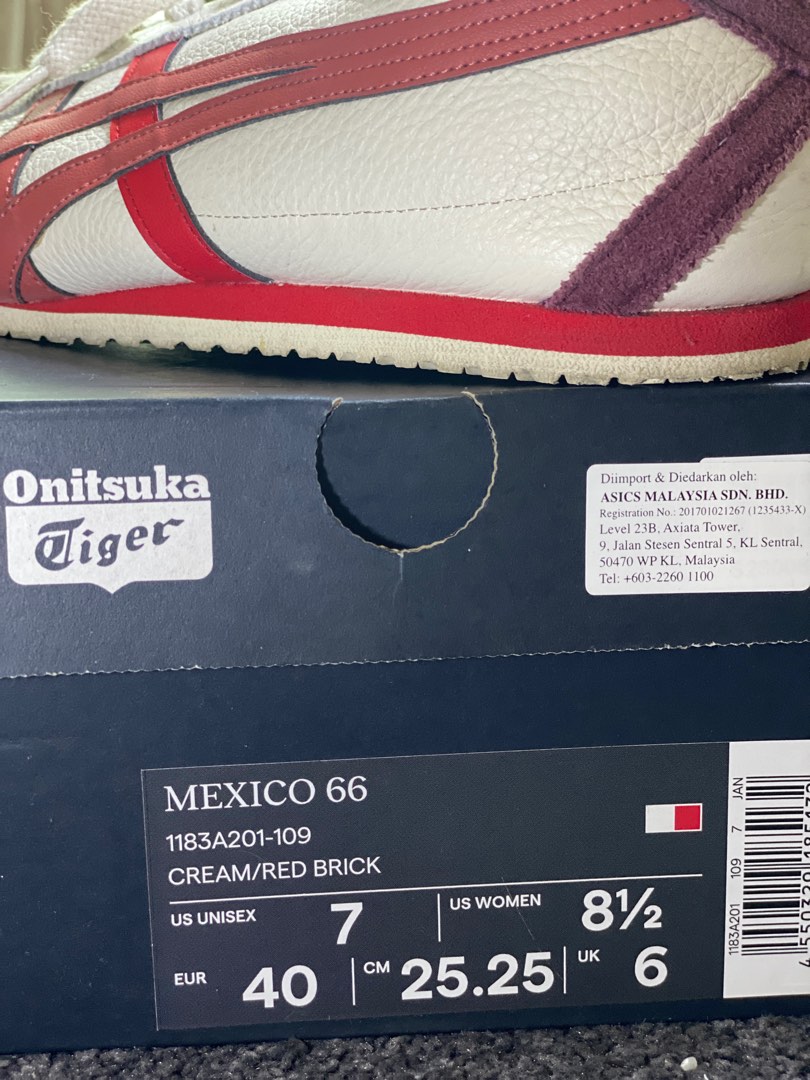 Onitsuka
Tiger
Diimport & Diedarkan oleh:
ASICS MALAYSIA SDN. BHD.
Registration No.: 201701021267 (1235433-X)
Level 23B, Axiata Tower,
9, Jalan Stesen Sentral 5, KL Sentral,
50470 WP KL, Malaysia
Tel: +603-2260 1100
MEXICO 66
1183A201-109
CREAM/RED BRICK
US UNISEX 7 US WOMEN 8½
EUR 40 CM 25.25 UK 6
1183A201 109 7 JAN